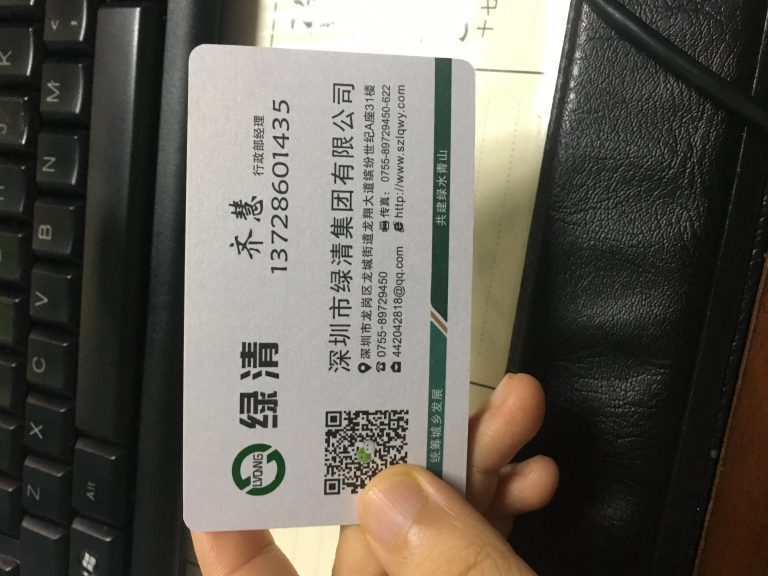 绿清
LVQING
齐慧
行政部经理
13728601435
深圳市绿清集团有限公司
深圳市龙岗区龙城街道龙翔大道缤纷世纪A座31楼
0755-89729450 传真: 0755-89729450-622
442042818@qq.com http://www.szlqwy.com
统筹城乡发展 共建绿水青山
十七
M
N
B
V
C
X
Z
Alt